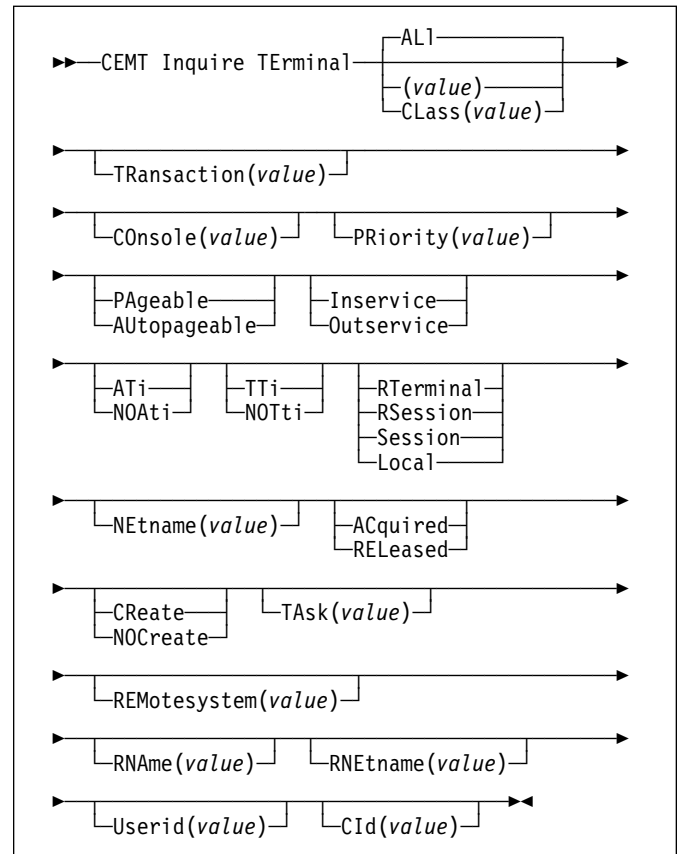 ALl
CEMT Inquire TErminal
(value)
CLass(value)
TRansaction(value)
COnsole(value) PRiority(value)
PAgeable Inservice
AUtopageable Outservice
ATi TTi RTerminal
NOAti NOTti RSession
Session
Local
NEtname(value) ACquired
RELeased
CReate TAsk(value)
NOCreate
REMotesystem(value)
RNAme(value) RNEtname(value)
Userid(value) CId(value)